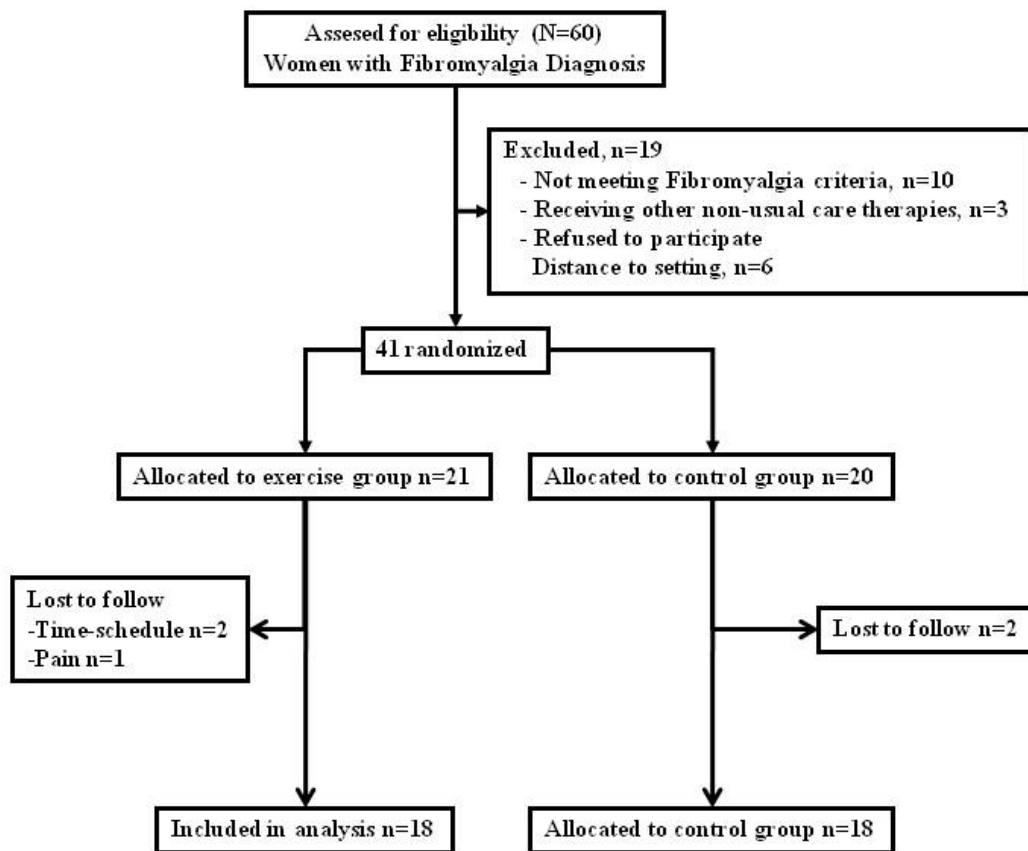 Assesed for eligibility (N=60)
Women with Fibromyalgia Diagnosis
Excluded, n=19
- Not meeting Fibromyalgia criteria, n=10
- Receiving other non-usual care therapies, n=3
- Refused to participate
Distance to setting, n=6
41 randomized
Allocated to exercise group n=21
Allocated to control group n=20
Lost to follow
-Time-schedule n=2
-Pain n=1
Lost to follow n=2
Included in analysis n=18
Allocated to control group n=18